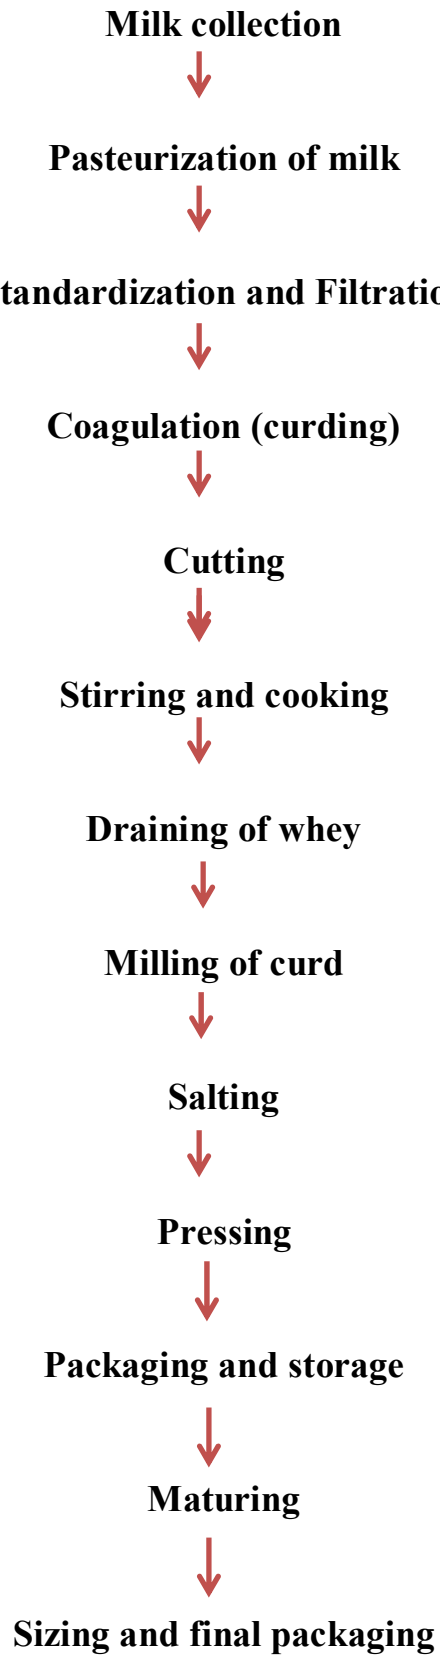 Milk collection
Pasteurization of milk
tandardization and Filtratio
Coagulation (curding)
Cutting
Stirring and cooking
Draining of whey
Milling of curd
Salting
Pressing
Packaging and storage
Maturing
Sizing and final packaging